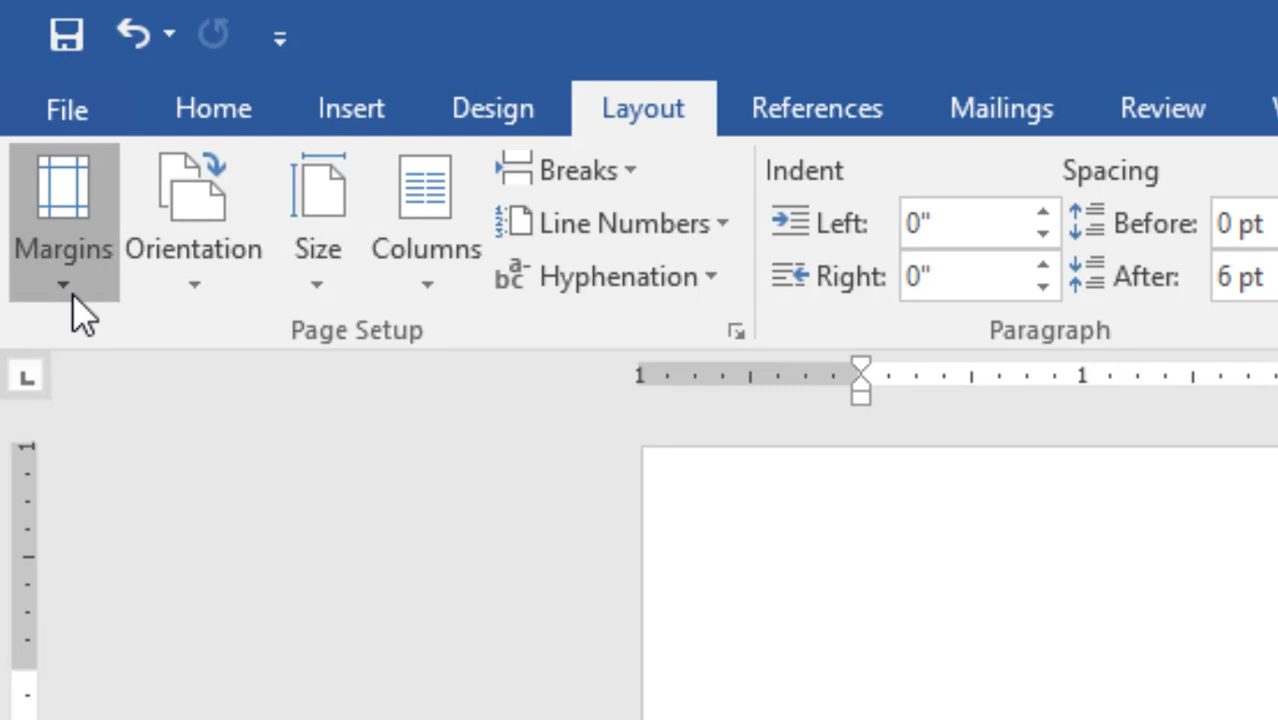 File Home Insert Design Layout References Mailings Review
Margins Orientation Size Columns
Breaks
Line Numbers
Hyphenation
Page Setup
Indent
Left: 0"
Right: 0"
Spacing
Before: 0 pt
After: 6 pt
Paragraph
1 1
1